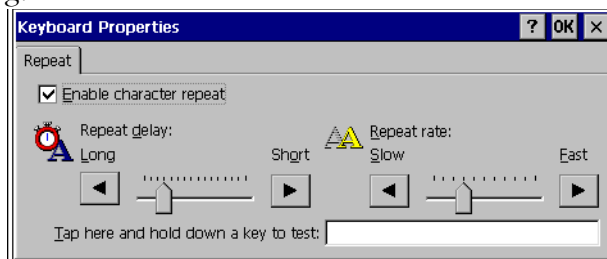 g.
Keyboard Properties ? OK ×
Repeat
Enable character repeat
Repeat delay:
Long Short
Repeat rate:
Slow Fast
Tap here and hold down a key to test: